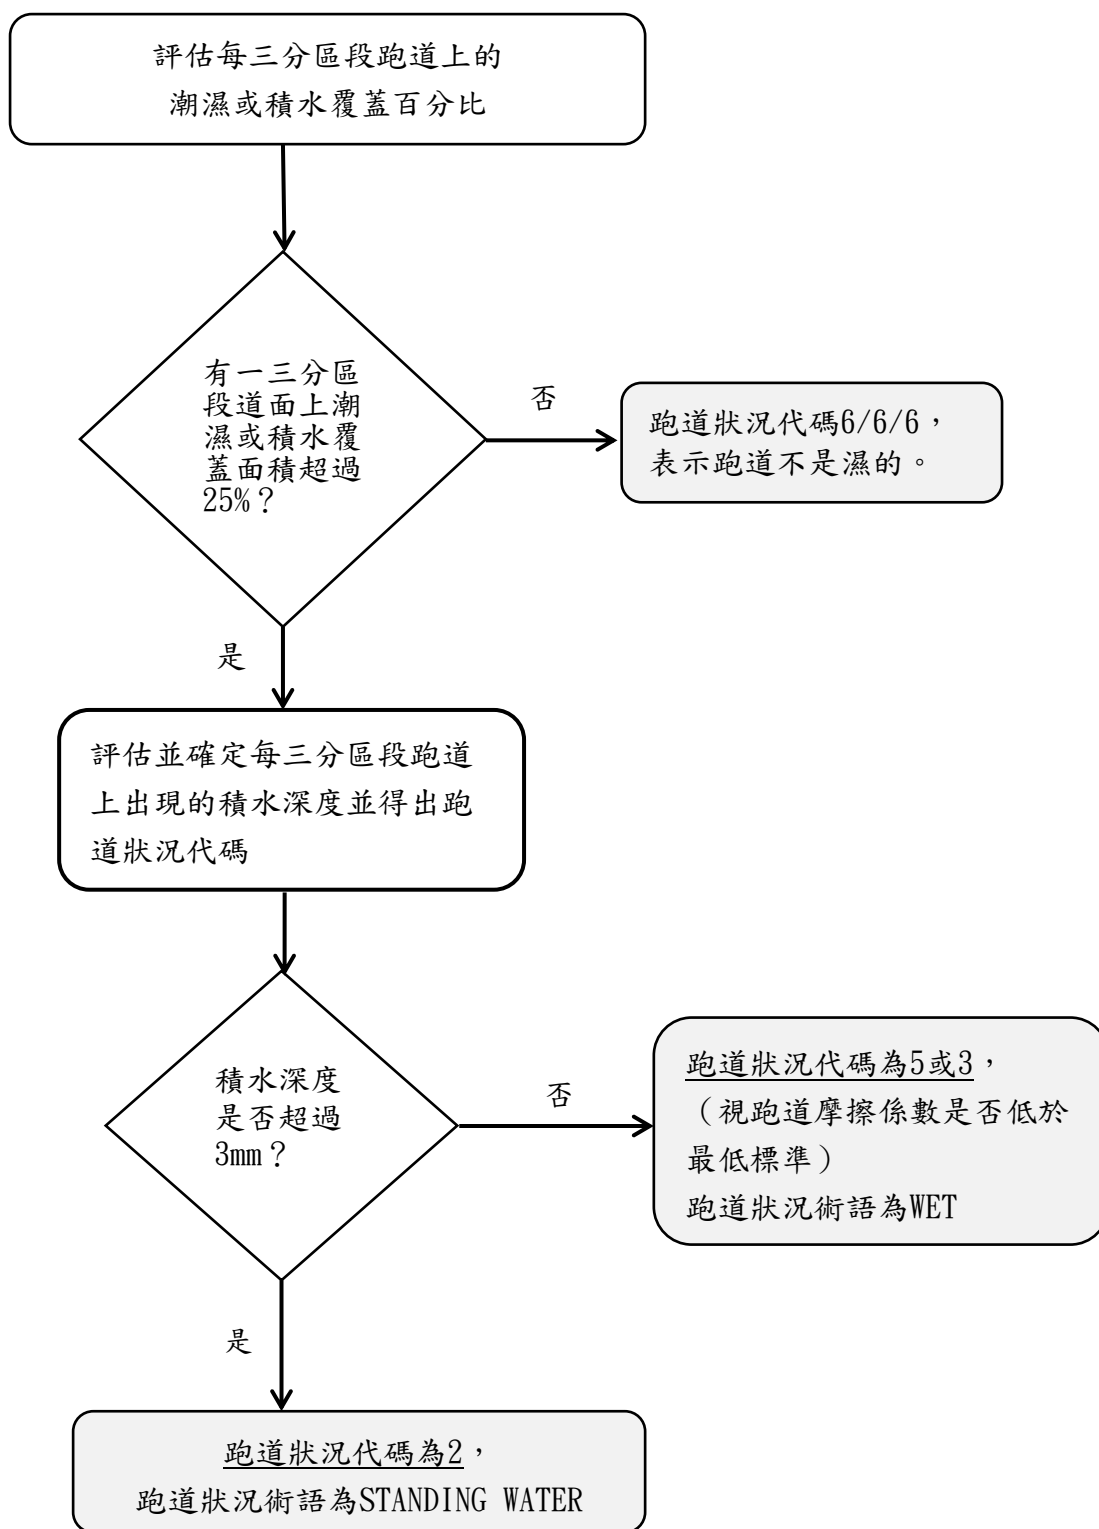 評估每三分區段跑道上的
潮濕或積水覆蓋百分比
有一三分區
段道面上潮
濕或積水覆
蓋面積超過
25%？
否
跑道狀況代碼6/6/6，
表示跑道不是濕的。
是
評估並確定每三分區段跑道
上出現的積水深度並得出跑
道狀況代碼
積水深度
是否超過
3mm？
否
跑道狀況代碼為5或3，
（視跑道摩擦係數是否低於
最低標準）
跑道狀況術語為WET
是
跑道狀況代碼為2，
跑道狀況術語為STANDING WATER